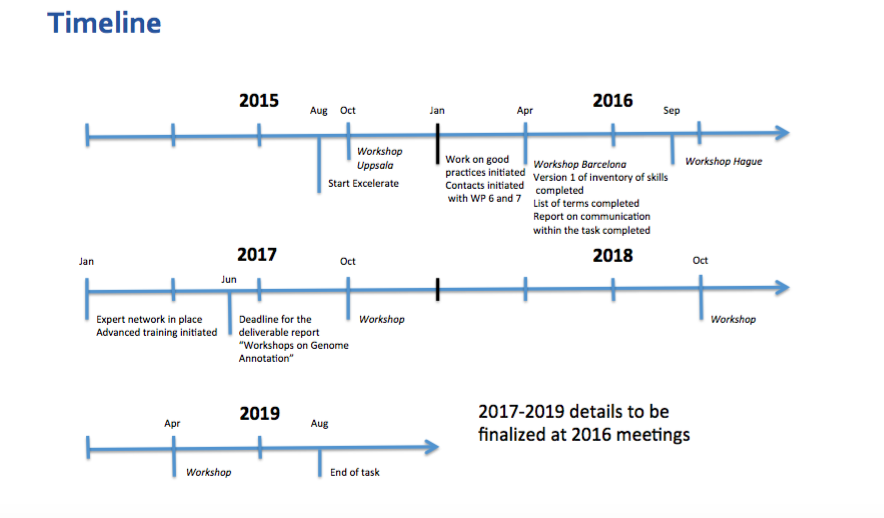 Timeline
2015
2016
Aug
Oct
Jan
Apr
Sep
Workshop
Uppsala
Start Excelerate
Work on good
practices initiated
Contacts initiated
with WP 6 and 7
Workshop Barcelona
Version 1 of inventory of skills
completed
List of terms completed
Report on communication
within the task completed
Workshop Hague
2017
2018
Jan
Jun
Oct
Oct
Expert network in place
Advanced training initiated
Deadline for the
deliverable report
“Workshops on Genome
Annotation”
Workshop
Workshop
2019
Apr
Aug
Workshop
End of task
2017-2019 details to be
finalized at 2016 meetings